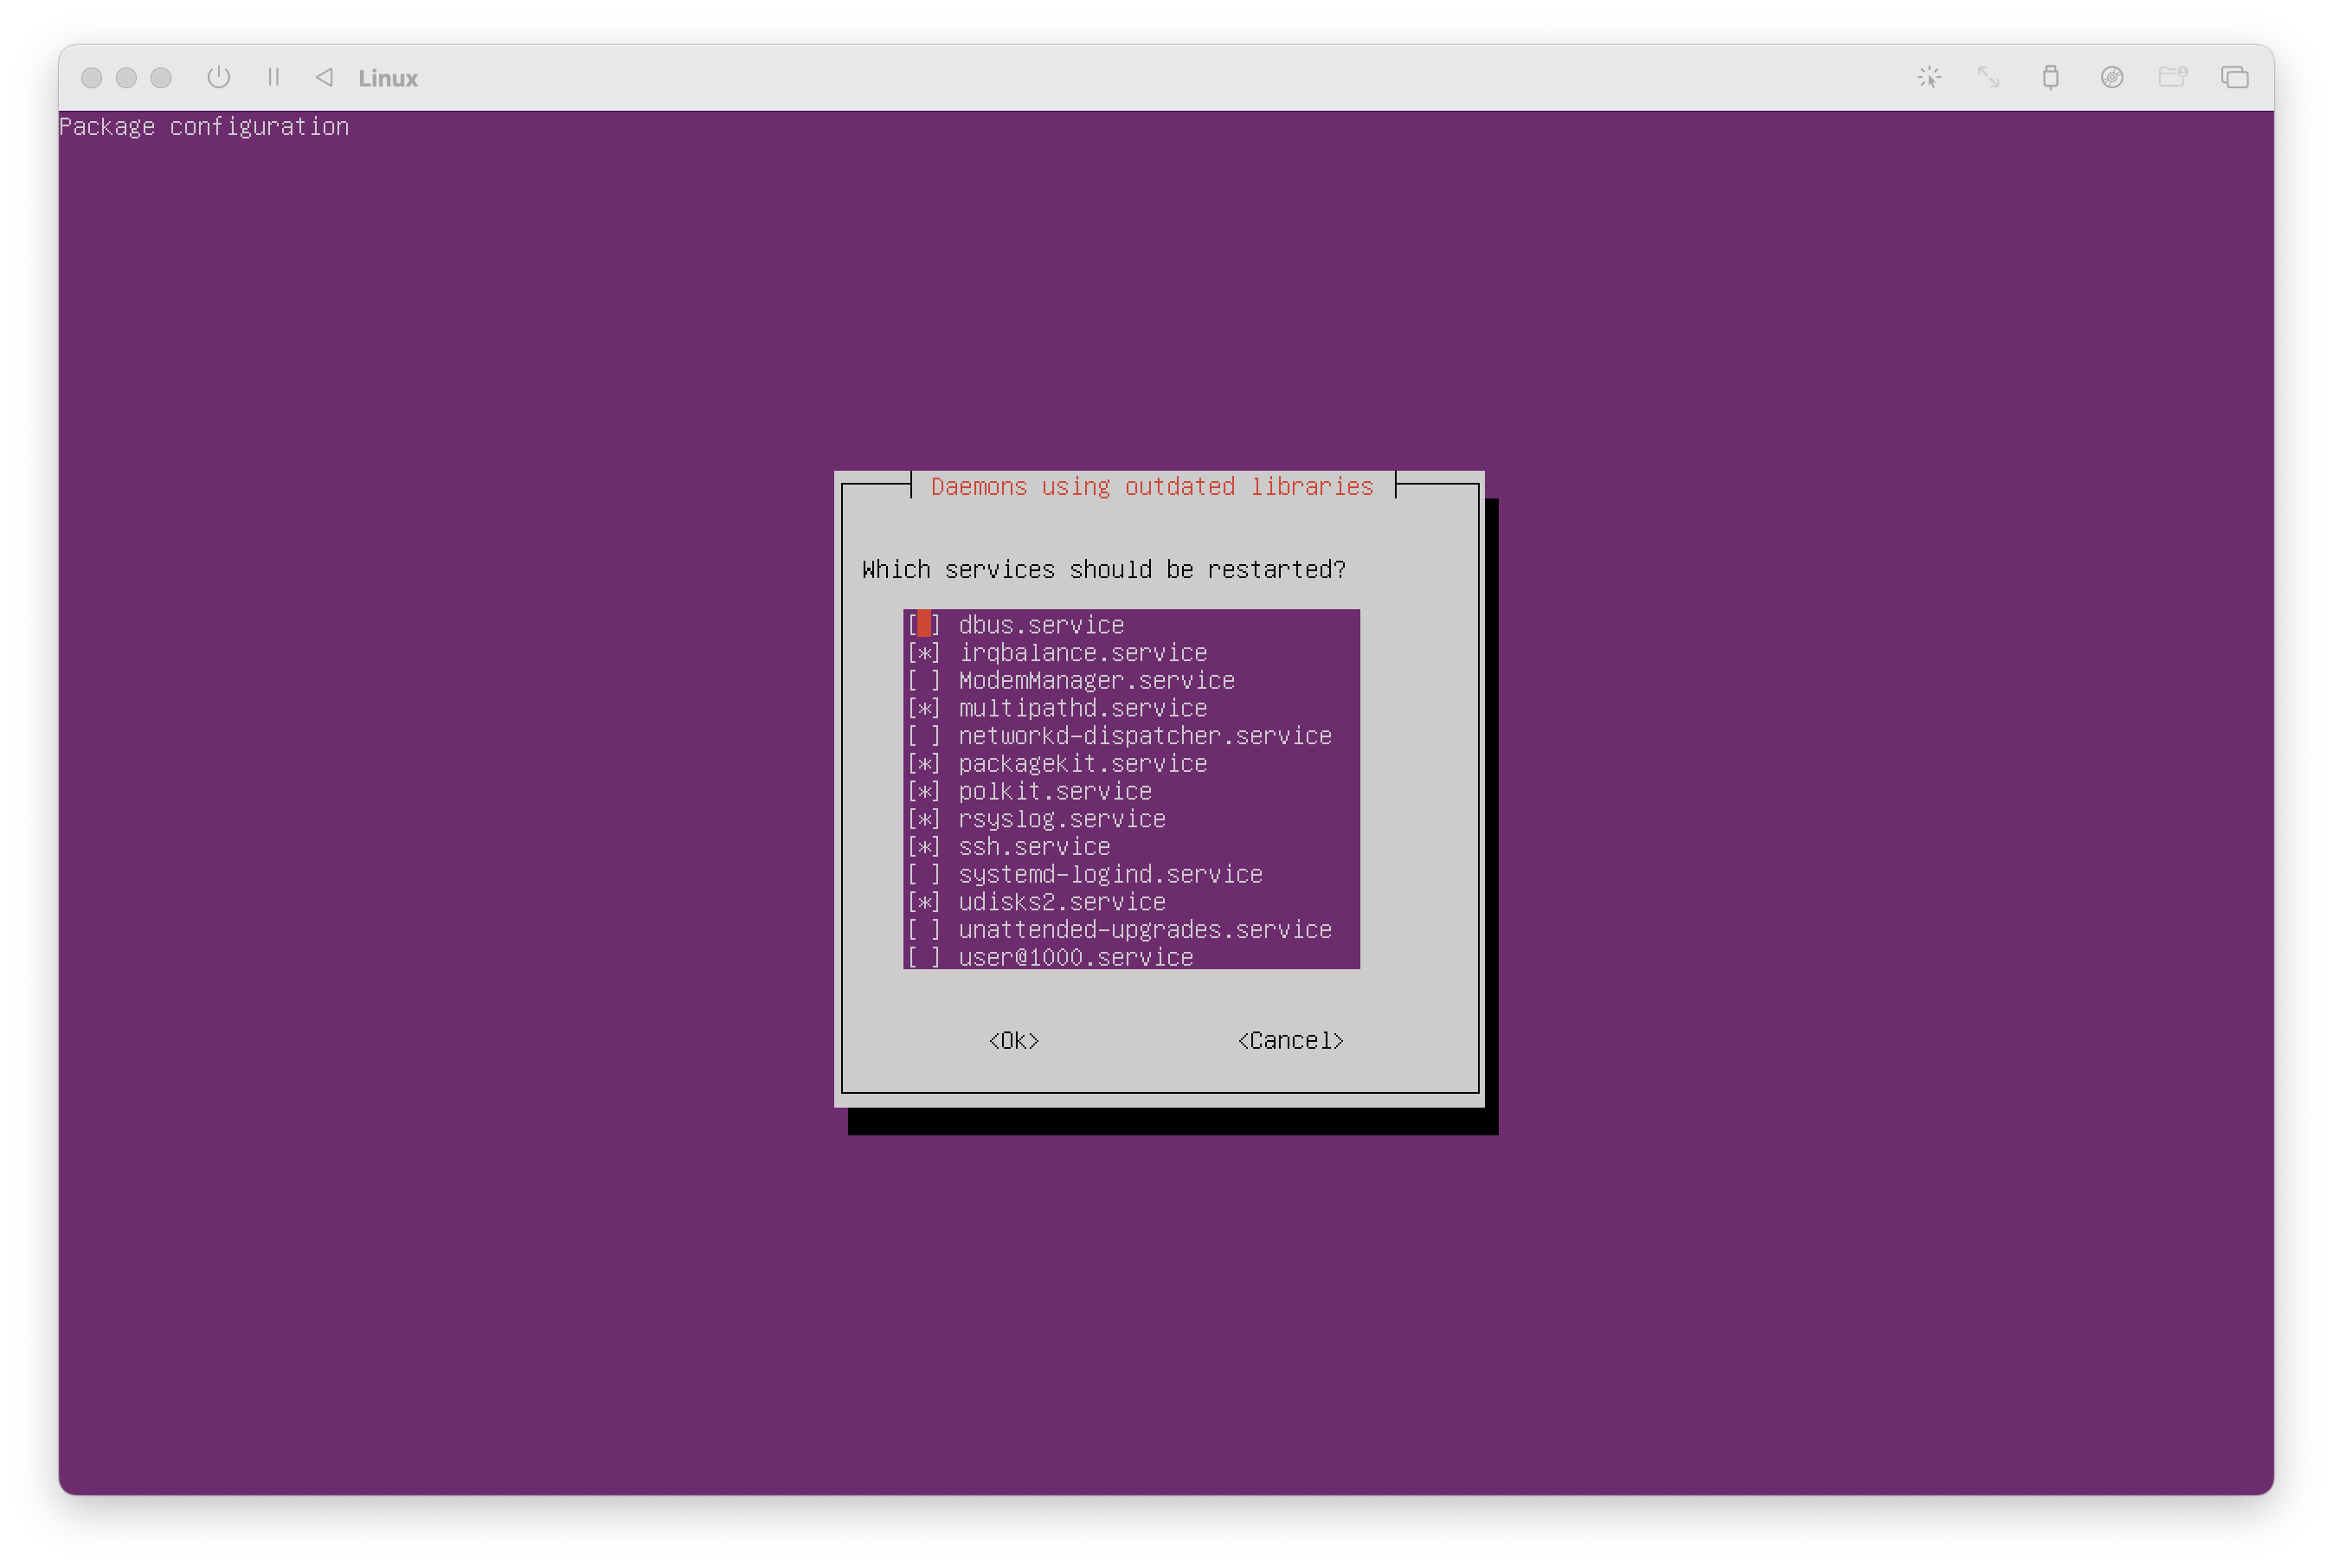 Linux
Package configuration
Daemons using outdated libraries
Which services should be restarted?
[ ] dbus.service
[*] irqbalance.service
[ ] ModemManager.service
[*] multipathd.service
[ ] networkd-dispatcher.service
[*] packagekit.service
[*] polkit.service
[*] rsyslog.service
[*] ssh.service
[ ] systemd-logind.service
[*] udisks2.service
[ ] unattended-upgrades.service
[ ] user@1000.service
<Ok> <Cancel>